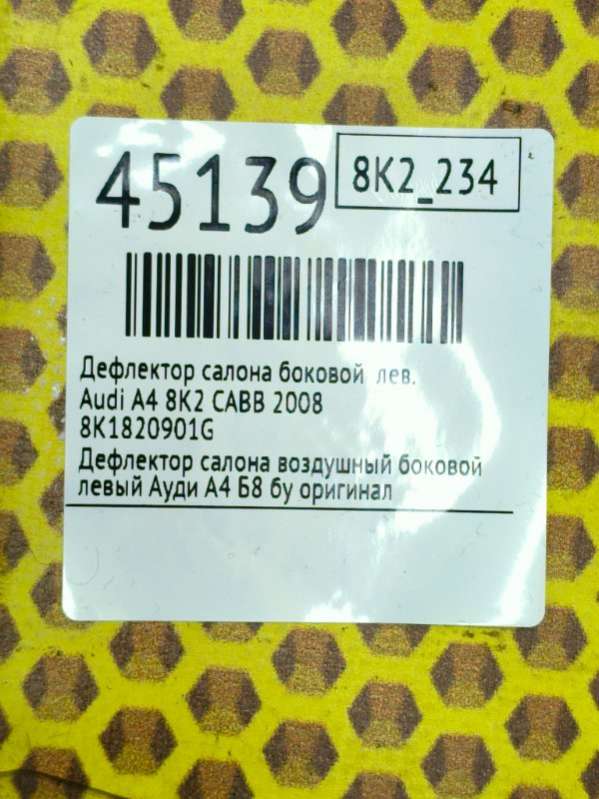 45139
8K2_234
Дефлектор салона боковой лев.
Audi A4 8K2 CABB 2008
8K1820901G
Дефлектор салона воздушный боковой
левый Ауди А4 Б8 бу оригинал